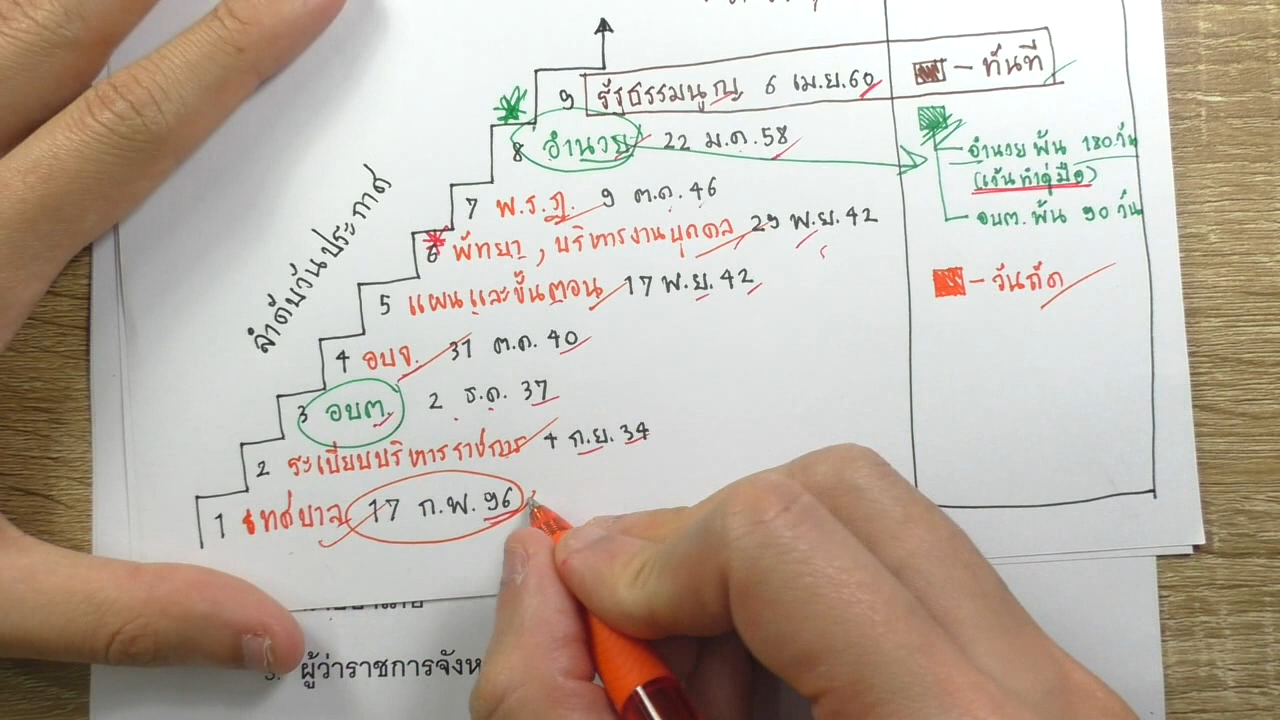 9 รัฐธรรมนูญ 6 เม.ย.60
- ทันที
8 อำนวย 22 ม.ค.58
อำนวย พ้น 180 วัน
(เว้นทำคู่มือ)
อบต. พ้น 90 วัน
7 พ.ร.ฎ. 9 ต.ค. 46
6 พัทยา , บริหารงานบุคคล 29 พ.ย. 42
5 แผนและขั้นตอน 17 พ.ย. 42
- วันถัด
4 อบจ. 31 ต.ค. 40
3 อบต. 2 ธ.ค. 37
2 ระเบียบบริหารราชการ 4 ก.ย. 34
1 เทศบาล 17 ก.พ. 96
ลำดับวันประกาศ
ผู้ว่าราชการจังห